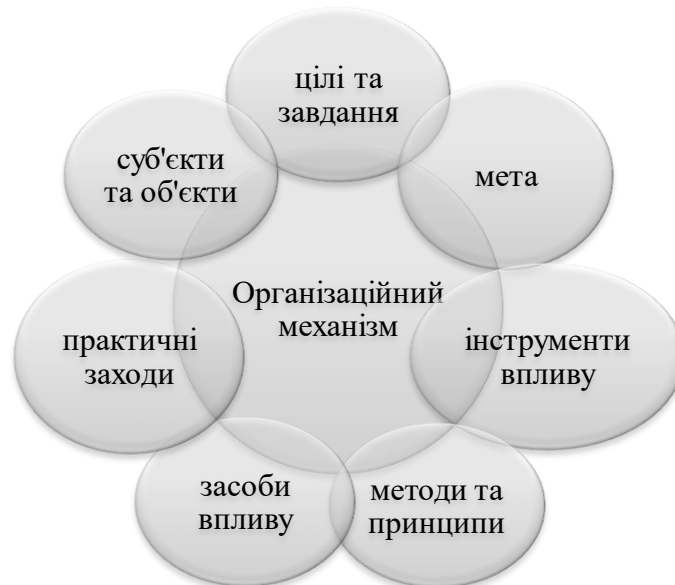 цілі та
завдання
суб'єкти
та об'єкти
мета
Організаційний
механізм
практичні
заходи
інструменти
впливу
засоби
впливу
методи та
принципи